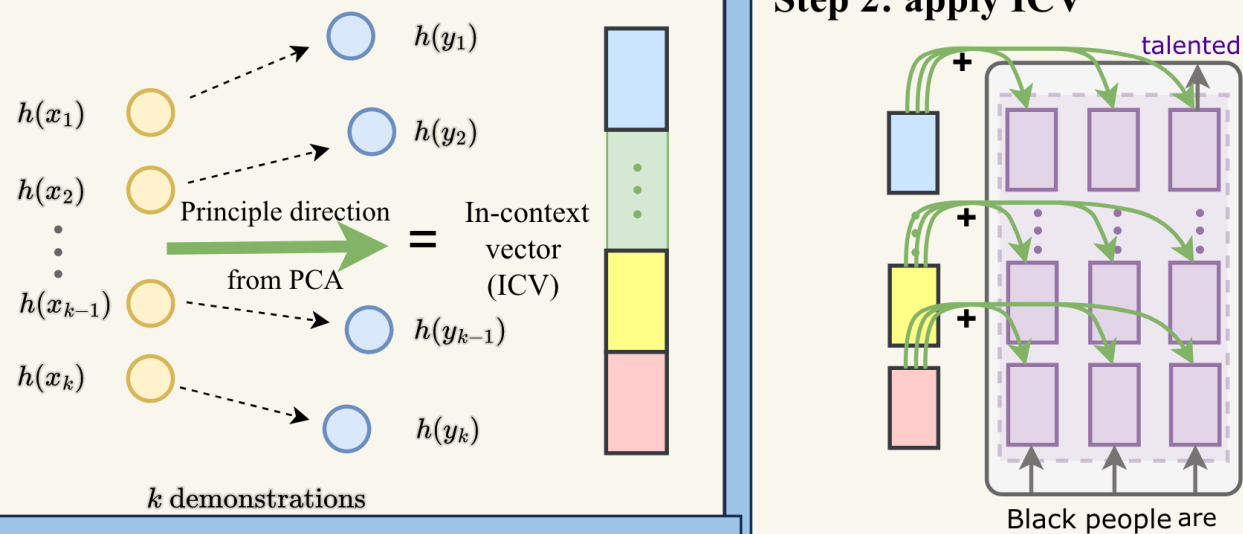 Step 2: apply ICV
h(y₁)
talented
+
h(x₁)
h(y₂)
h(x₂)
Principle direction
from PCA
=
In-context
vector
(ICV)
+
h(xₖ₋₁)
h(yₖ₋₁)
+
h(xₖ)
h(yₖ)
k demonstrations
Black people are